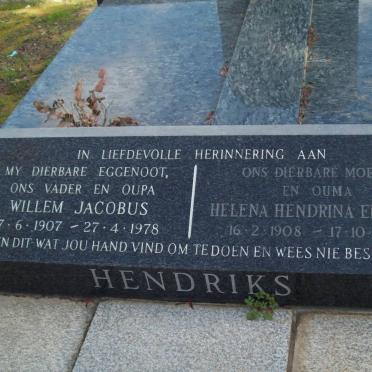 IN LIEFDEVOLLE HERINNERING AAN
MY DIERBARE EGGENOOT,
ONS VADER EN OUPA
WILLEM JACOBUS
7-6-1907 -27-4-1978
ONS DIERBARE MOE
EN OUMA
HELENA HENDRINA
16-2-1908 - 17-10-
EN DIT WAT JOU HAND VIND OM TE DOEN EN WEES NIE BES
HENDRIKS